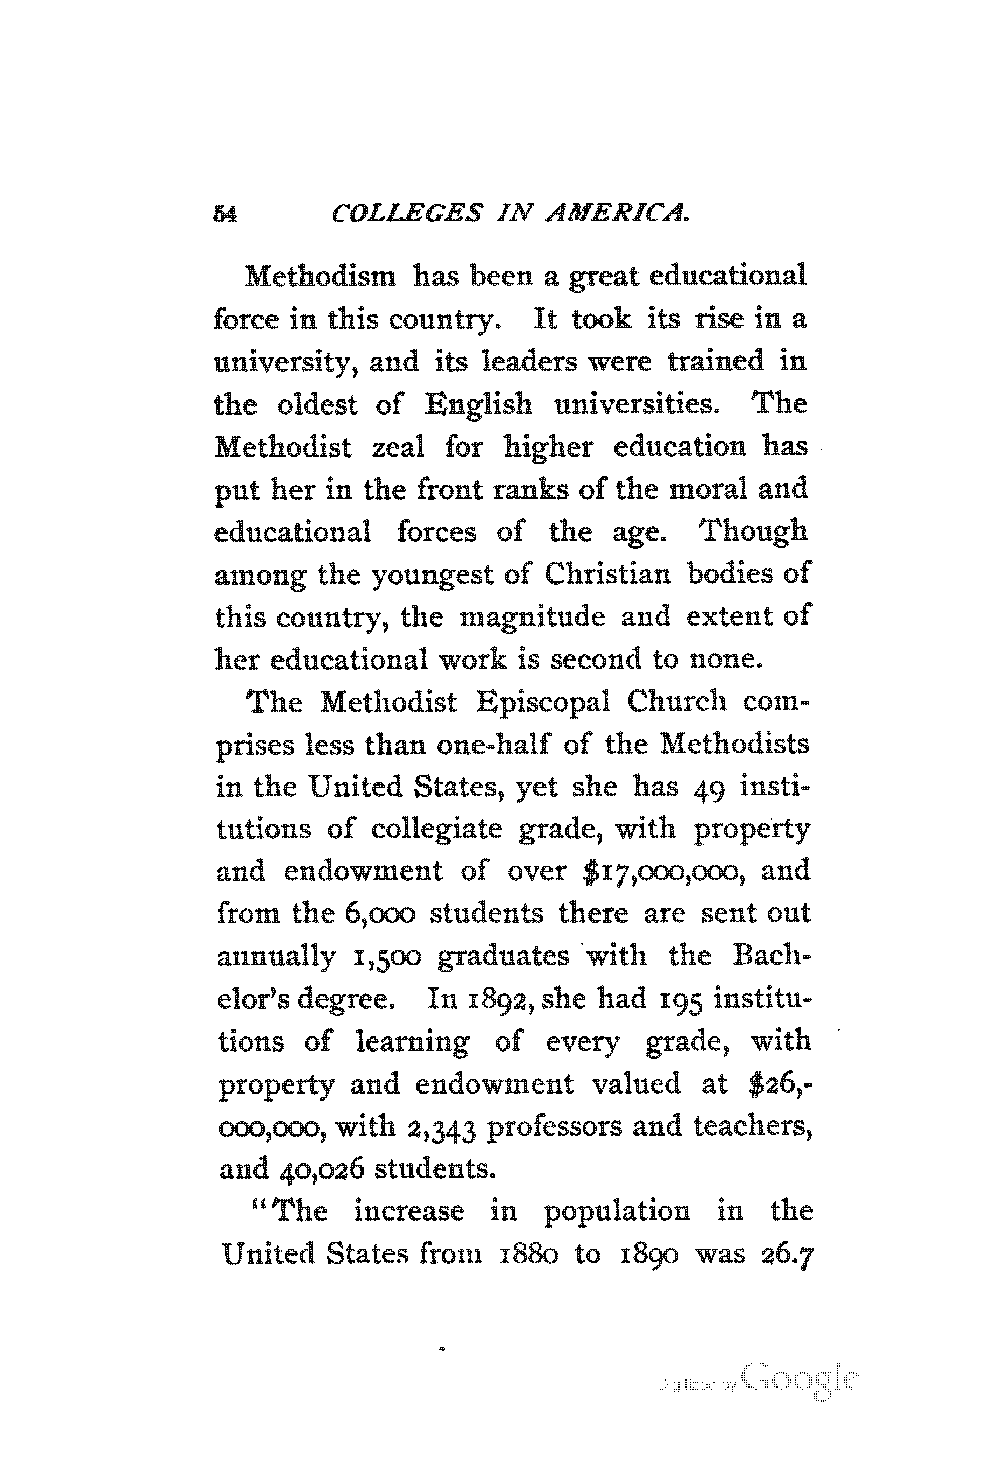 54 COLLEGES IN AMERICA.
Methodism has been a great educational
force in this country. It took its rise in a
university, and its leaders were trained in
the oldest of English universities. The
Methodist zeal for higher education has
put her in the front ranks of the moral and
educational forces of the age. Though
among the youngest of Christian bodies of
this country, the magnitude and extent of
her educational work is second to none.
The Methodist Episcopal Church com-
prises less than one-half of the Methodists
in the United States, yet she has 49 insti-
tutions of collegiate grade, with property
and endowment of over $17,000,000, and
from the 6,000 students there are sent out
annually 1,500 graduates with the Bach-
elor's degree. In 1892, she had 195 institu-
tions of learning of every grade, with
property and endowment valued at $26,-
000,000, with 2,343 professors and teachers,
and 40,026 students.
"The increase in population in the
United States from 1880 to 1890 was 26.7
Digitized by Google